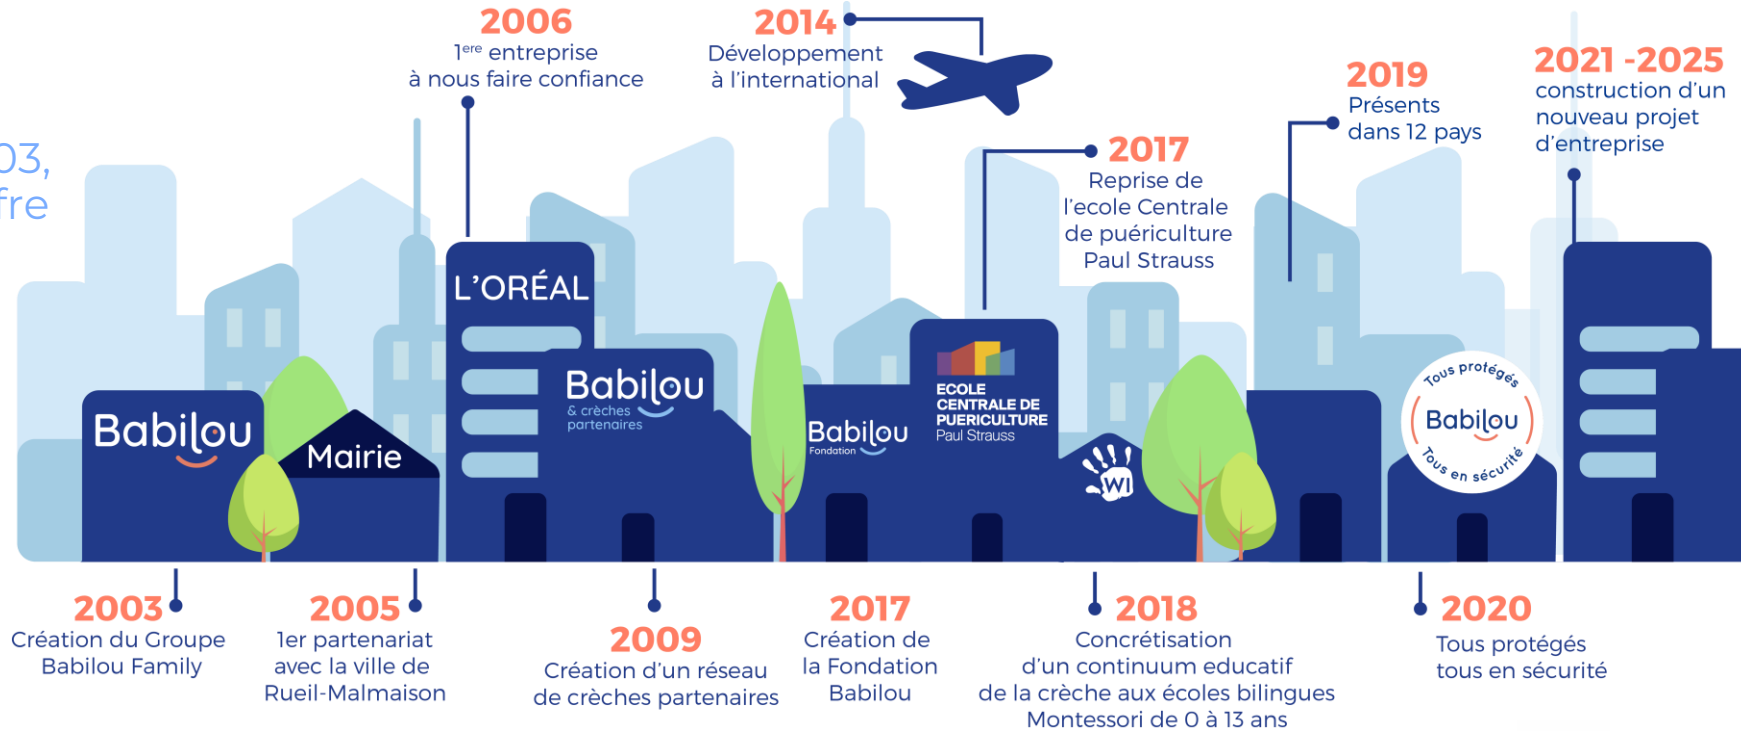 03,
fre
2006
1ere entreprise
à nous faire confiance
2014
Développement
à l'international
2017
Reprise de
l'ecole Centrale
de puériculture
Paul Strauss
2019
Présents
dans 12 pays
2021 -2025
construction d'un
nouveau projet
d'entreprise
Babilou
Mairie
L'ORÉAL
Babilou
& crèches
partenaires
Babilou
Fondation
ECOLE
CENTRALE DE
PUERICULTURE
Paul Strauss
WI
Tous protégés
Babilou
Tous en sécurité
2003
Création du Groupe
Babilou Family
2005
1er partenariat
avec la ville de
Rueil-Malmaison
2009
Création d'un réseau
de crèches partenaires
2017
Création de
la Fondation
Babilou
2018
Concrétisation
d'un continuum educatif
de la crèche aux écoles bilingues
Montessori de 0 à 13 ans
2020
Tous protégés
tous en sécurité